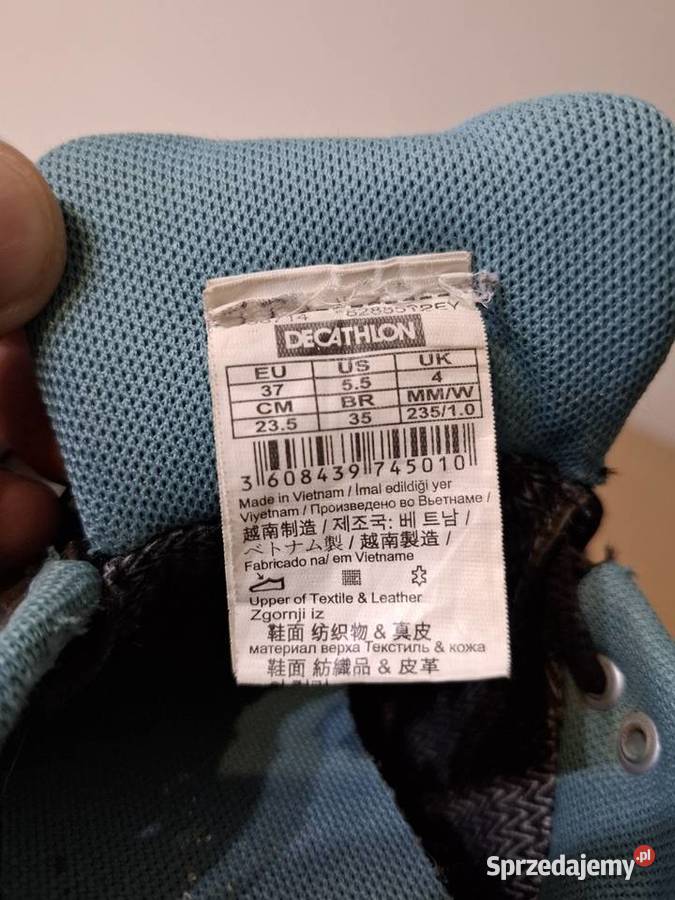 DECATHLON
EU US UK
37 5.5 4
CM BR MM/W
23.5 35 235/1.0
3 608439 745010
Made in Vietnam / İmal edildiği yer
Viyetnam / Произведено во Вьетнаме /
越南制造 / 제조국: 베트남 /
ベトナム製 / 越南製造 /
Fabricado na/ em Vietname
Upper of Textile & Leather
Zgornji iz
鞋面 纺织物 & 真皮
материал верха Текстиль & кожа
鞋面 紡織品 & 皮革
Sprzedajemy.pl